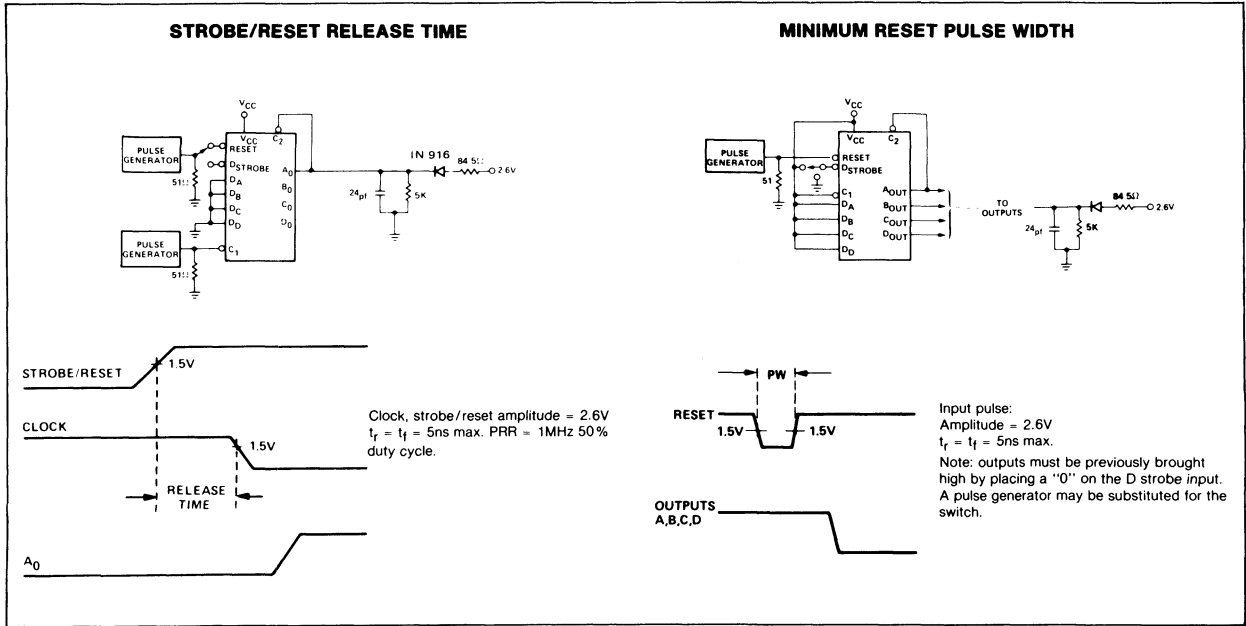 STROBE/RESET RELEASE TIME
VCC
VCC
C2
PULSE
GENERATOR
RESET
DSTROBE
51Ω
DA
DB
DC
DD
A0
B0
C0
D0
IN 916
84 5Ω
2 6V
24pf
5K
PULSE
GENERATOR
C1
51Ω
STROBE/RESET
1.5V
CLOCK
1.5V
RELEASE
TIME
A0
Clock, strobe/reset amplitude = 2.6V
tr = tf = 5ns max. PRR = 1MHz 50%
duty cycle.
MINIMUM RESET PULSE WIDTH
VCC
VCC
C2
PULSE
GENERATOR
RESET
DSTROBE
51
C1
DA
DB
DC
DD
AOUT
BOUT
COUT
DOUT
TO
OUTPUTS
84 5Ω
2.6V
24pf
5K
PW
RESET
1.5V
1.5V
OUTPUTS
A,B,C,D
Input pulse:
Amplitude = 2.6V
tr = tf = 5ns max.
Note: outputs must be previously brought
high by placing a "0" on the D strobe input.
A pulse generator may be substituted for the
switch.